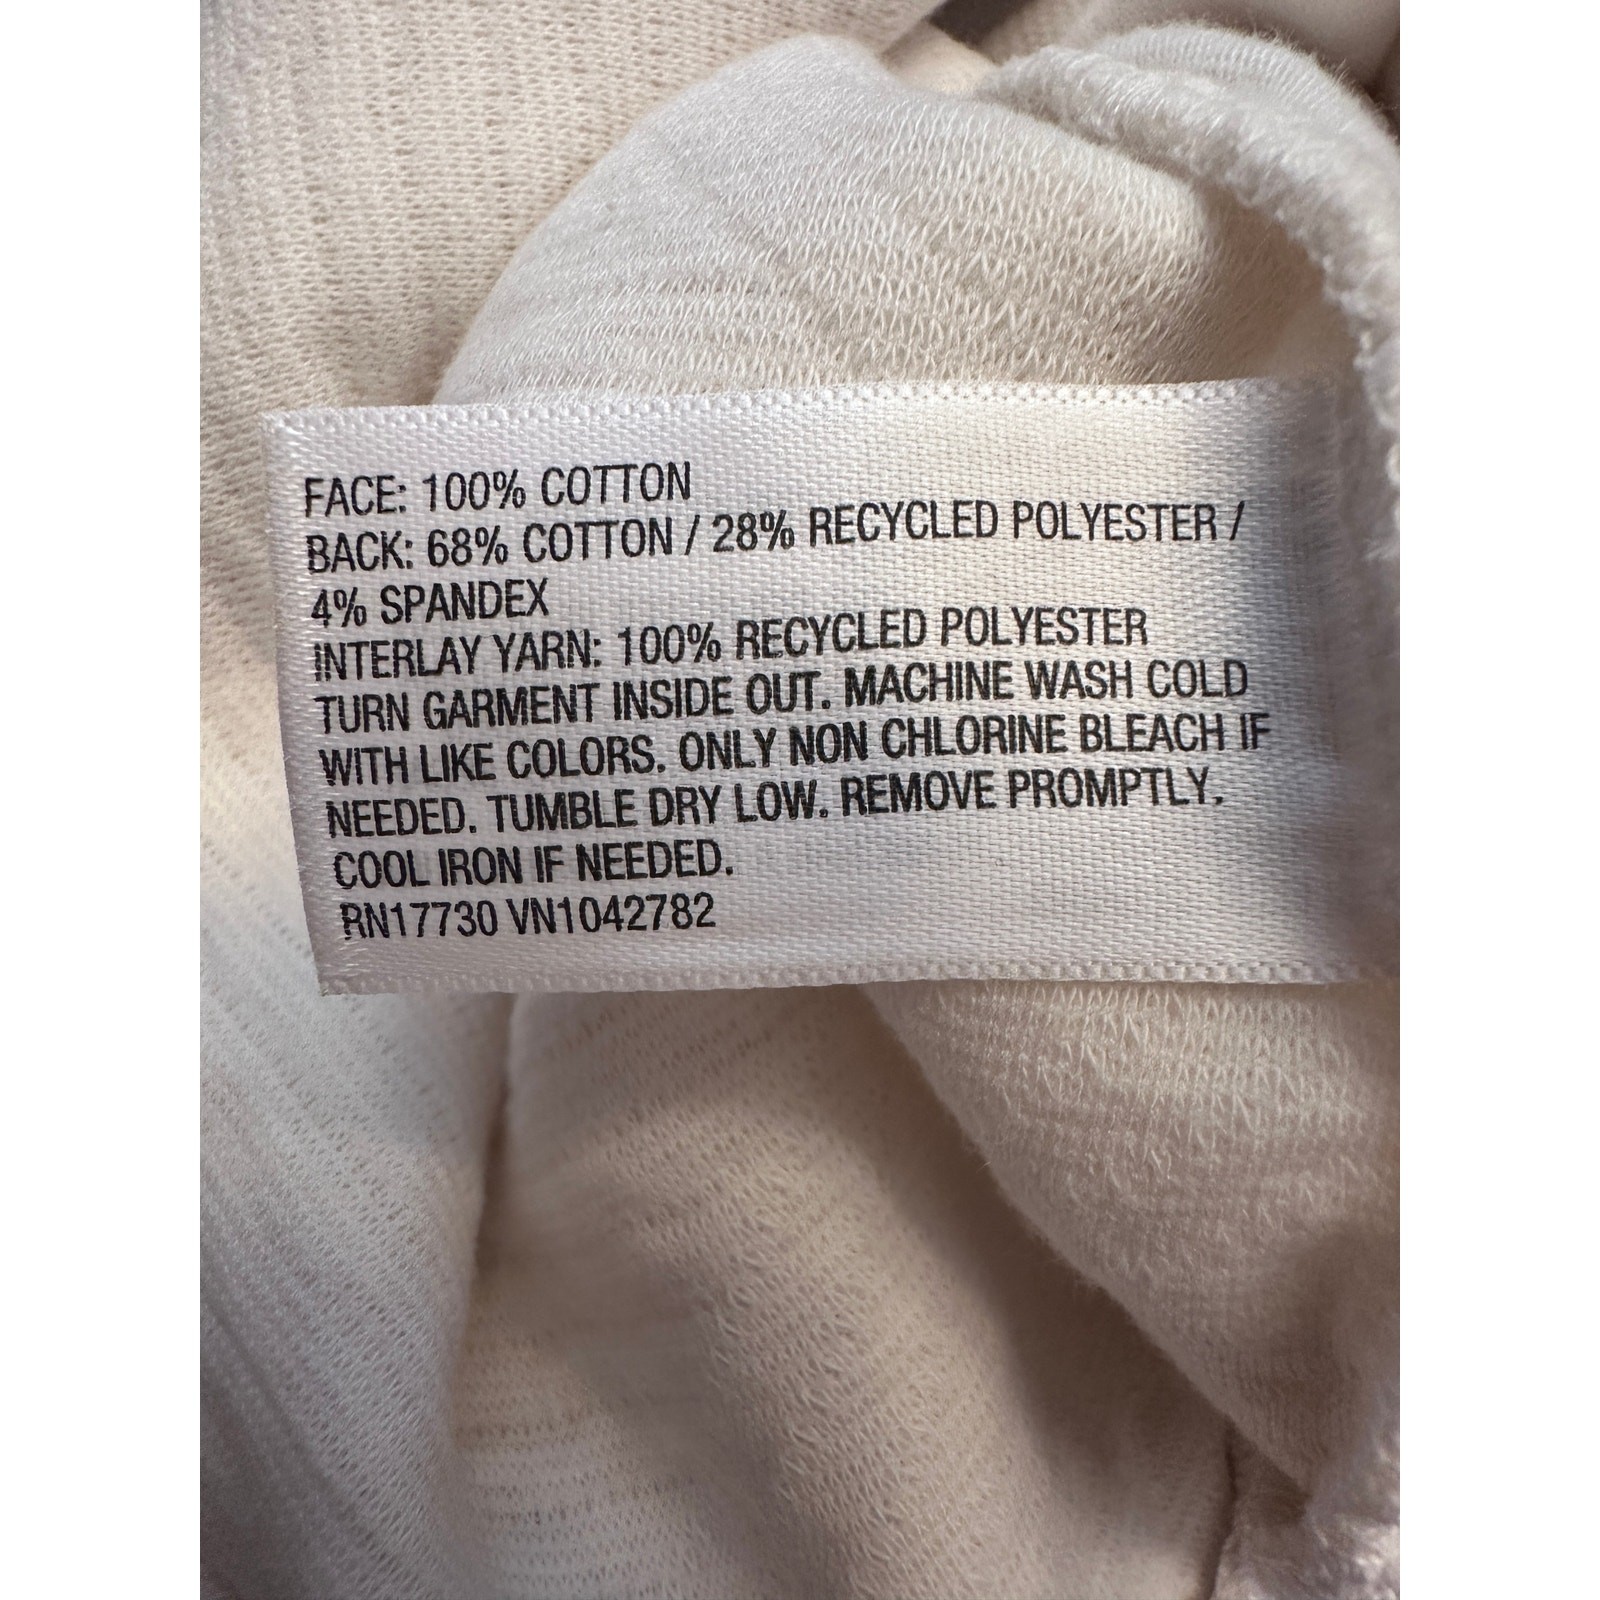 FACE: 100% COTTON
BACK: 68% COTTON / 28% RECYCLED POLYESTER /
4% SPANDEX
INTERLAY YARN: 100% RECYCLED POLYESTER
TURN GARMENT INSIDE OUT. MACHINE WASH COLD
WITH LIKE COLORS. ONLY NON CHLORINE BLEACH IF
NEEDED. TUMBLE DRY LOW. REMOVE PROMPTLY.
COOL IRON IF NEEDED.
RN17730 VN1042782